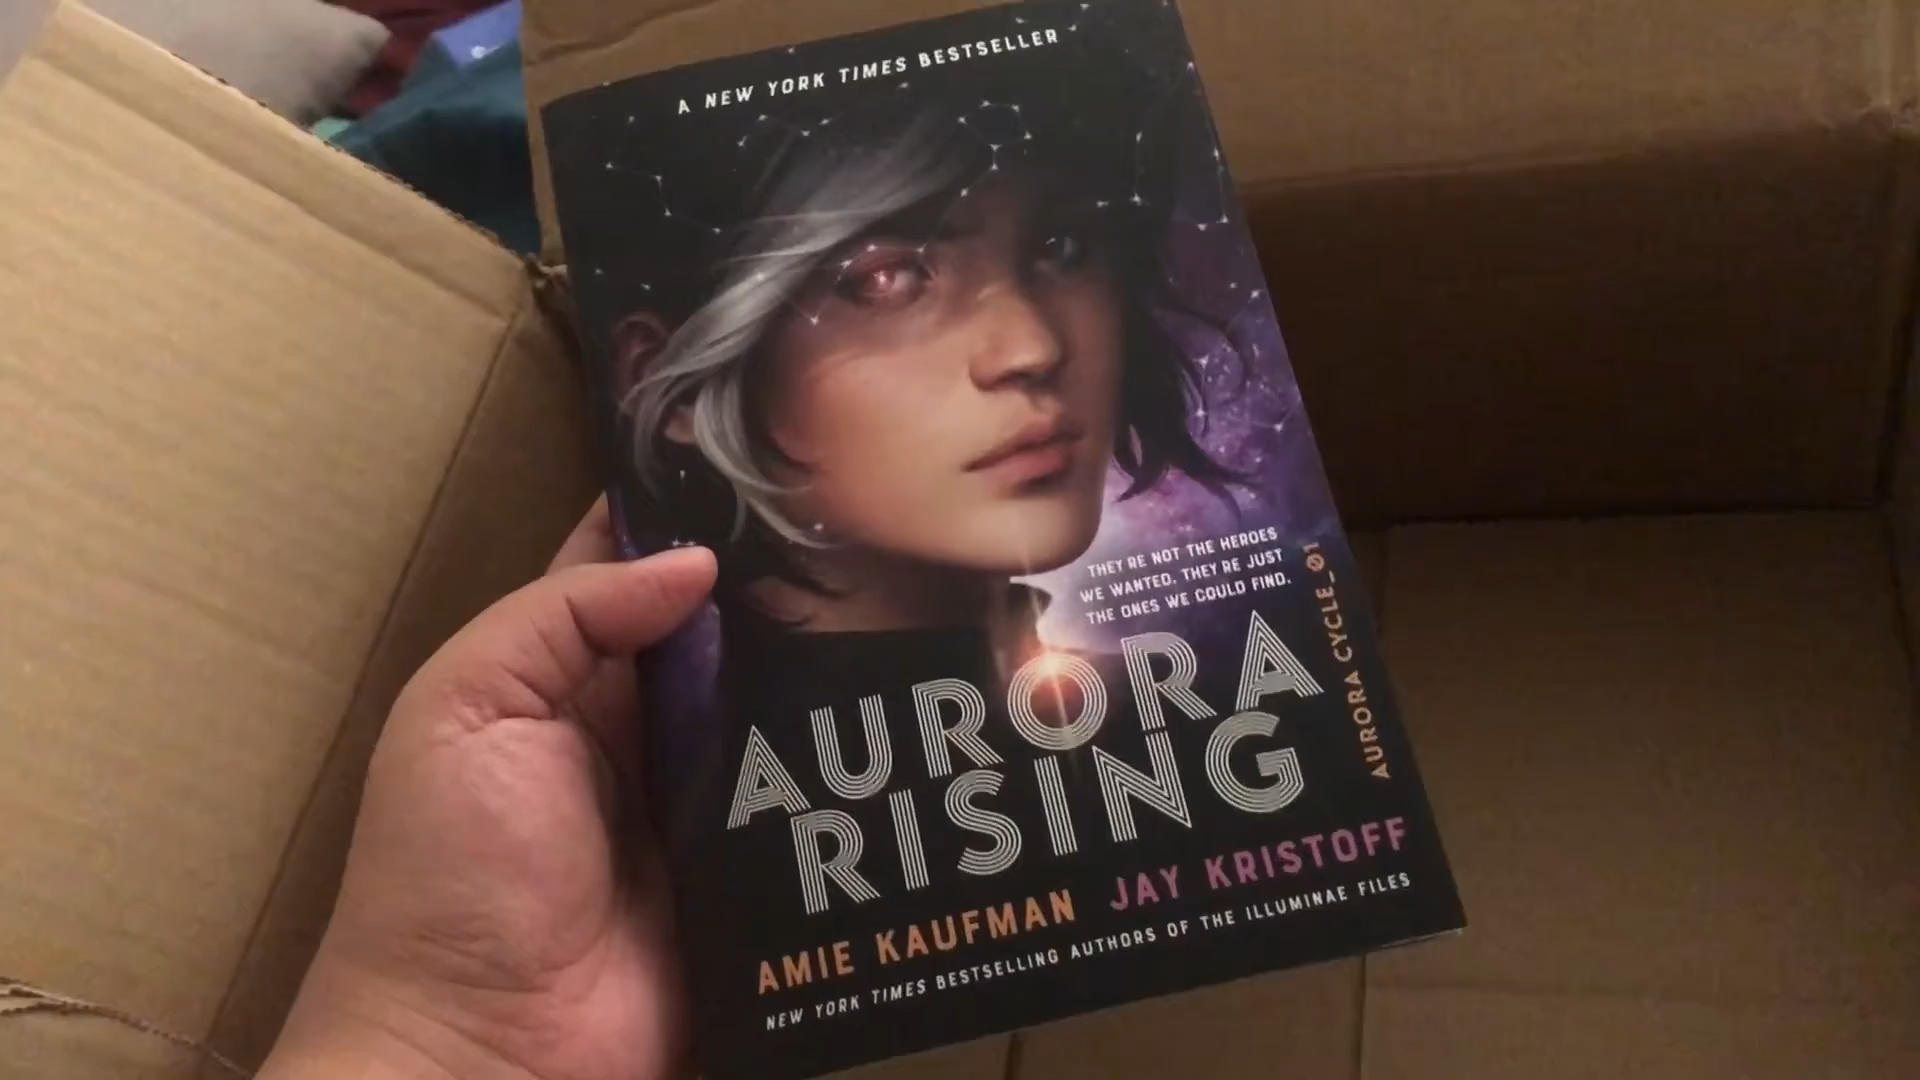 A NEW YORK TIMES BESTSELLER
THEY'RE NOT THE HEROES
WE WANTED. THEY'RE JUST
THE ONES WE COULD FIND.
AURORA CYCLE_01
AURORA
RISING
AMIE KAUFMAN JAY KRISTOFF
NEW YORK TIMES BESTSELLING AUTHORS OF THE ILLUMINAE FILES